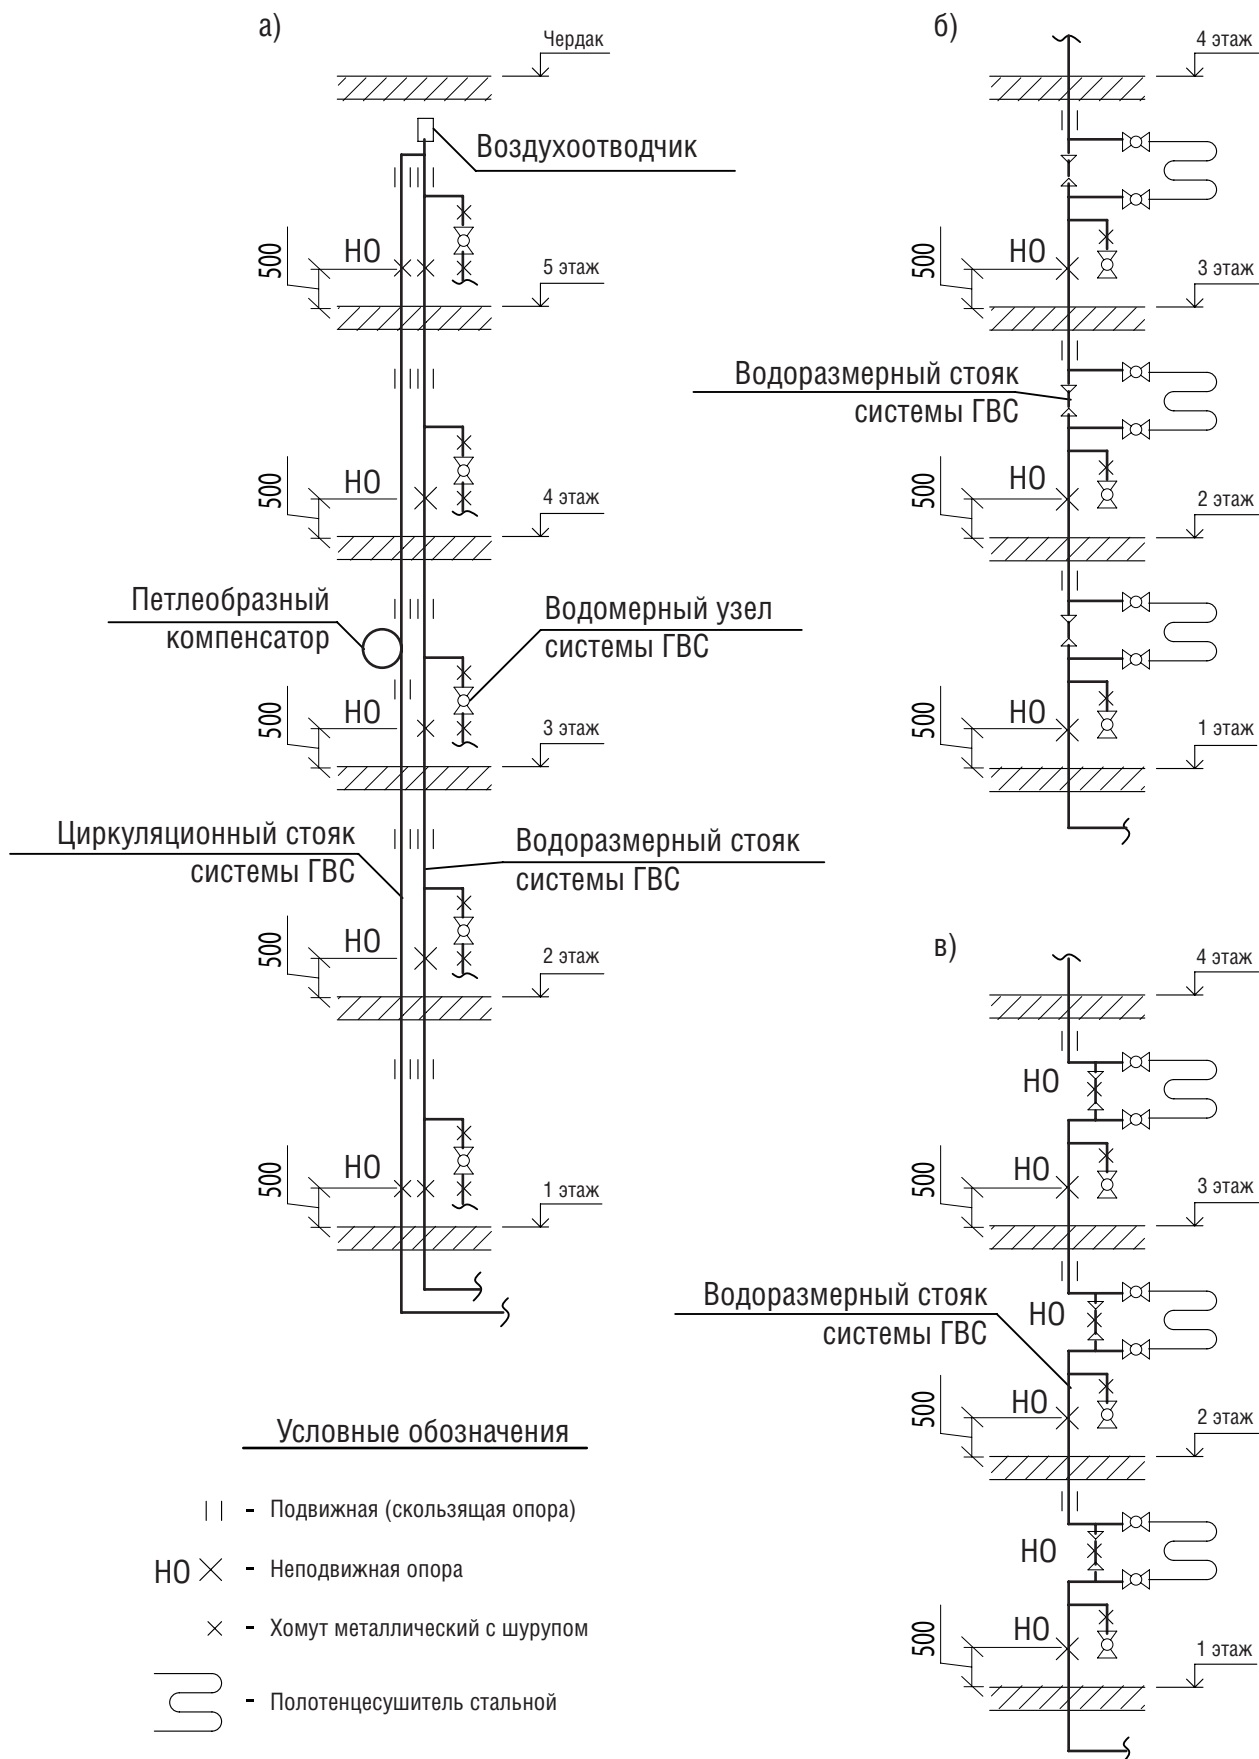 а)
Чердак
Воздухоотводчик
500
НО
5 этаж
500
НО
4 этаж
Петлеобразный
компенсатор
Водомерный узел
системы ГВС
500
НО
3 этаж
Циркуляционный стояк
системы ГВС
Водоразмерный стояк
системы ГВС
500
НО
2 этаж
500
НО
1 этаж
Условные обозначения
- Подвижная (скользящая опора)
НО - Неподвижная опора
- Хомут металлический с шурупом
- Полотенцесушитель стальной
б)
4 этаж
500
НО
3 этаж
Водоразмерный стояк
системы ГВС
500
НО
2 этаж
500
НО
1 этаж
в)
4 этаж
НО
500
НО
3 этаж
Водоразмерный стояк
системы ГВС
НО
500
НО
2 этаж
НО
500
НО
1 этаж